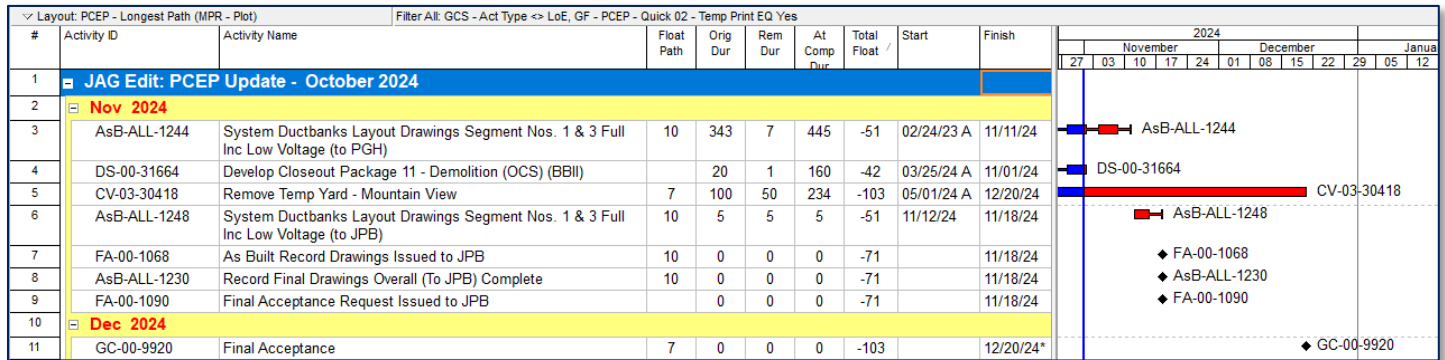 Layout: PCEP - Longest Path (MPR - Plot) Filter All: GCS - Act Type <> LoE, GF - PCEP - Quick 02 - Temp Print EQ Yes
# Activity ID Activity Name Float Path Orig Dur Rem Dur At Comp Dur Total Float Start Finish
2024
November December Janua
27 03 10 17 24 01 08 15 22 29 05 12
1 JAG Edit: PCEP Update - October 2024
2 Nov 2024
3 AsB-ALL-1244 System Ductbanks Layout Drawings Segment Nos. 1 & 3 Full 10 343 7 445 -51 02/24/23 A 11/11/24 AsB-ALL-1244
Inc Low Voltage (to PGH)
4 DS-00-31664 Develop Closeout Package 11 - Demolition (OCS) (BBII) 20 1 160 -42 03/25/24 A 11/01/24 DS-00-31664
5 CV-03-30418 Remove Temp Yard - Mountain View 7 100 50 234 -103 05/01/24 A 12/20/24 CV-03-30418
6 AsB-ALL-1248 System Ductbanks Layout Drawings Segment Nos. 1 & 3 Full 10 5 5 5 -51 11/12/24 11/18/24 AsB-ALL-1248
Inc Low Voltage (to JPB)
7 FA-00-1068 As Built Record Drawings Issued to JPB 10 0 0 0 -71 11/18/24 FA-00-1068
8 AsB-ALL-1230 Record Final Drawings Overall (To JPB) Complete 10 0 0 0 -71 11/18/24 AsB-ALL-1230
9 FA-00-1090 Final Acceptance Request Issued to JPB 0 0 0 -71 11/18/24 FA-00-1090
10 Dec 2024
11 GC-00-9920 Final Acceptance 7 0 0 0 -103 12/20/24* GC-00-9920